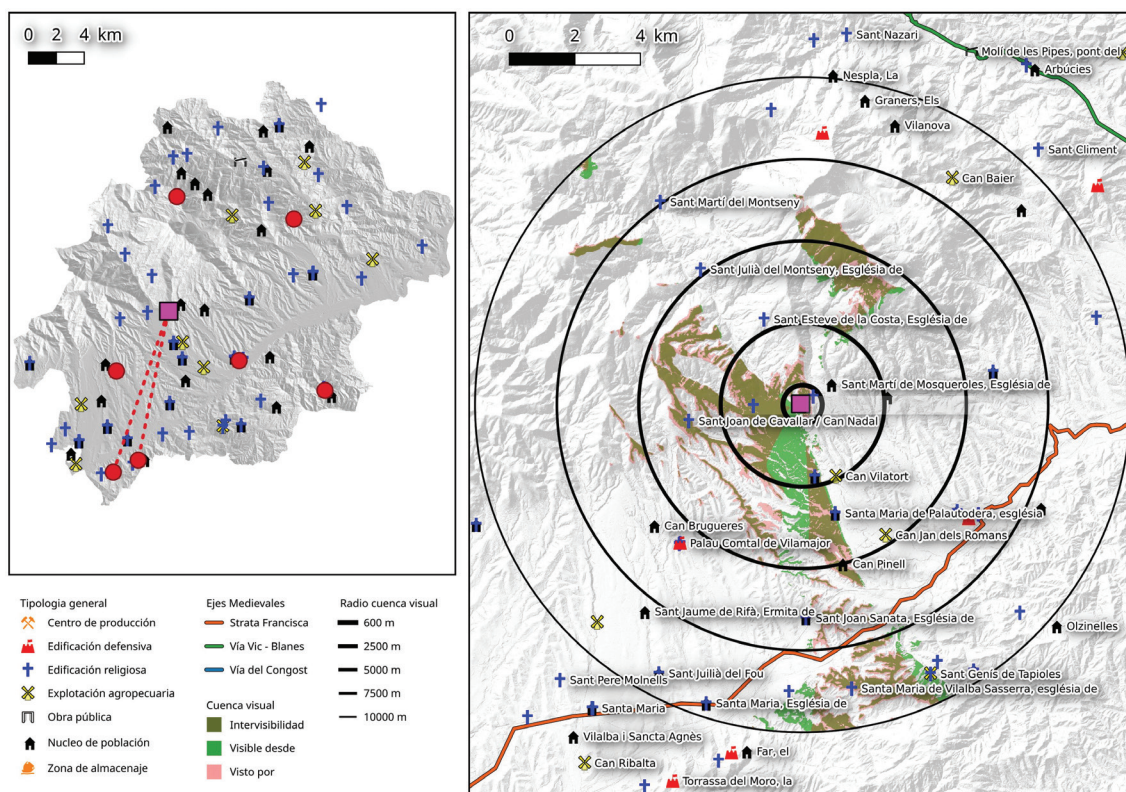 0 2 4 km
0 2 4 km
Sant Nazari
Molí de les Pipes, pont del
Arbúcies
Nespla, La
Graners, Els
Vilanova
Sant Climent
Can Baier
Sant Martí del Montseny
Sant Julià del Montseny, Església de
Sant Esteve de la Costa, Església de
Sant Martí de Mosqueroles, Església de
Sant Joan de Cavallar / Can Nadal
Can Vilatort
Santa Maria de Palautodera, església
Can Brugueres
Palau Comtal de Vilamajor
Can Jan dels Romans
Can Pinell
Sant Jaume de Rifà, Ermita de
Sant Joan Sanata, Església de
Olzinelles
Sant Genís de Tapioles
Sant Juilià del Fou
Sant Pere Molnells
Santa Maria de Vilalba Sasserra, església de
Santa Maria
Santa Maria, Església de
Vilalba i Sancta Agnès
Far, el
Can Ribalta
Torrassa del Moro, la
Tipologia general
Centro de producción
Edificación defensiva
Edificación religiosa
Explotación agropecuaria
Obra pública
Nucleo de población
Zona de almacenaje
Ejes Medievales
Strata Francisca
Vía Vic - Blanes
Vía del Congost
Cuenca visual
Intervisibilidad
Visible desde
Visto por
Radio cuenca visual
600 m
2500 m
5000 m
7500 m
10000 m